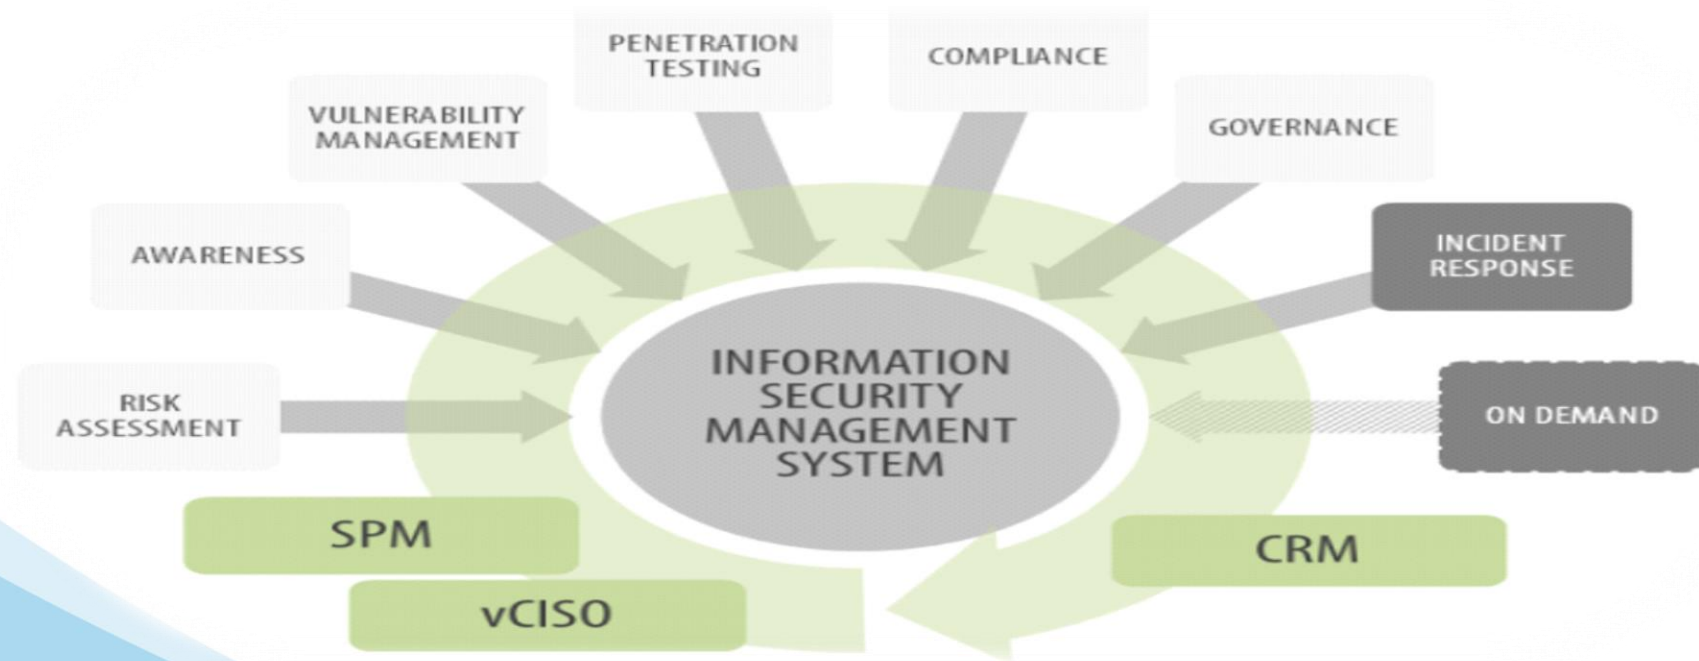 PENETRATION
TESTING
COMPLIANCE
VULNERABILITY
MANAGEMENT
GOVERNANCE
AWARENESS
INCIDENT
RESPONSE
RISK
ASSESSMENT
INFORMATION
SECURITY
MANAGEMENT
SYSTEM
ON DEMAND
SPM
CRM
vCISO